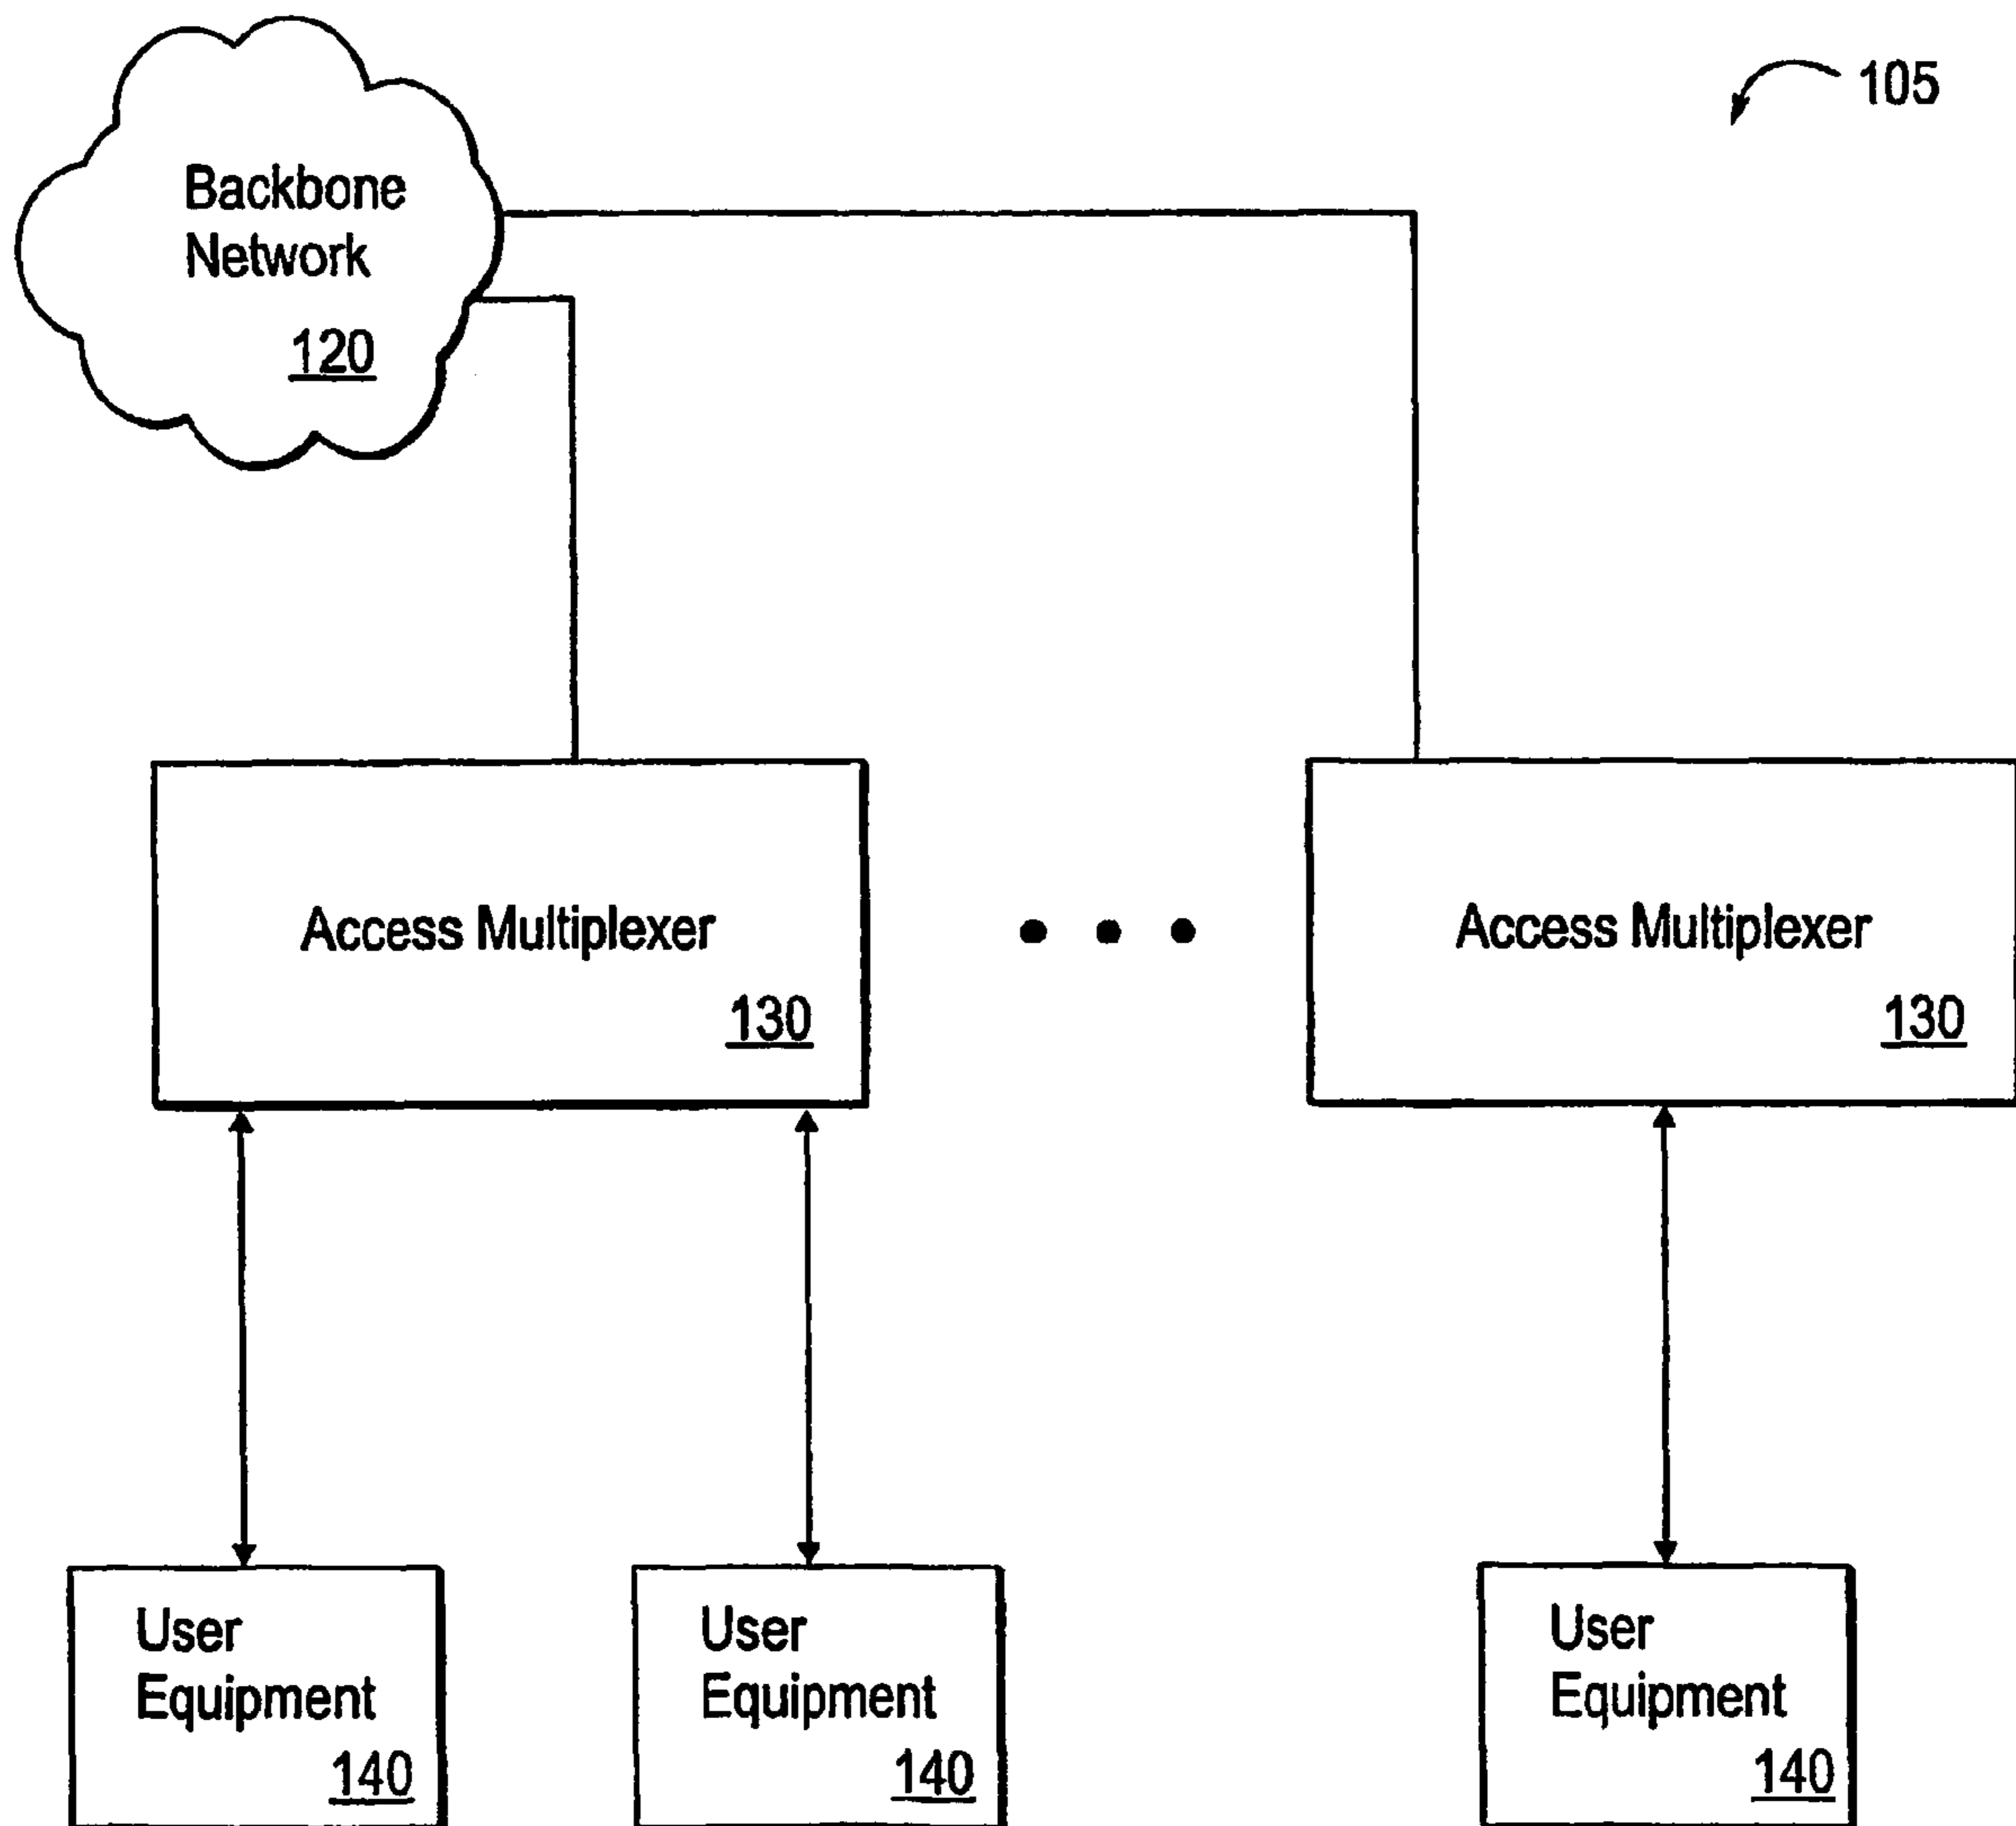 105
Backbone
Network
120
Access Multiplexer
130
Access Multiplexer
130
User
Equipment
140
User
Equipment
140
User
Equipment
140